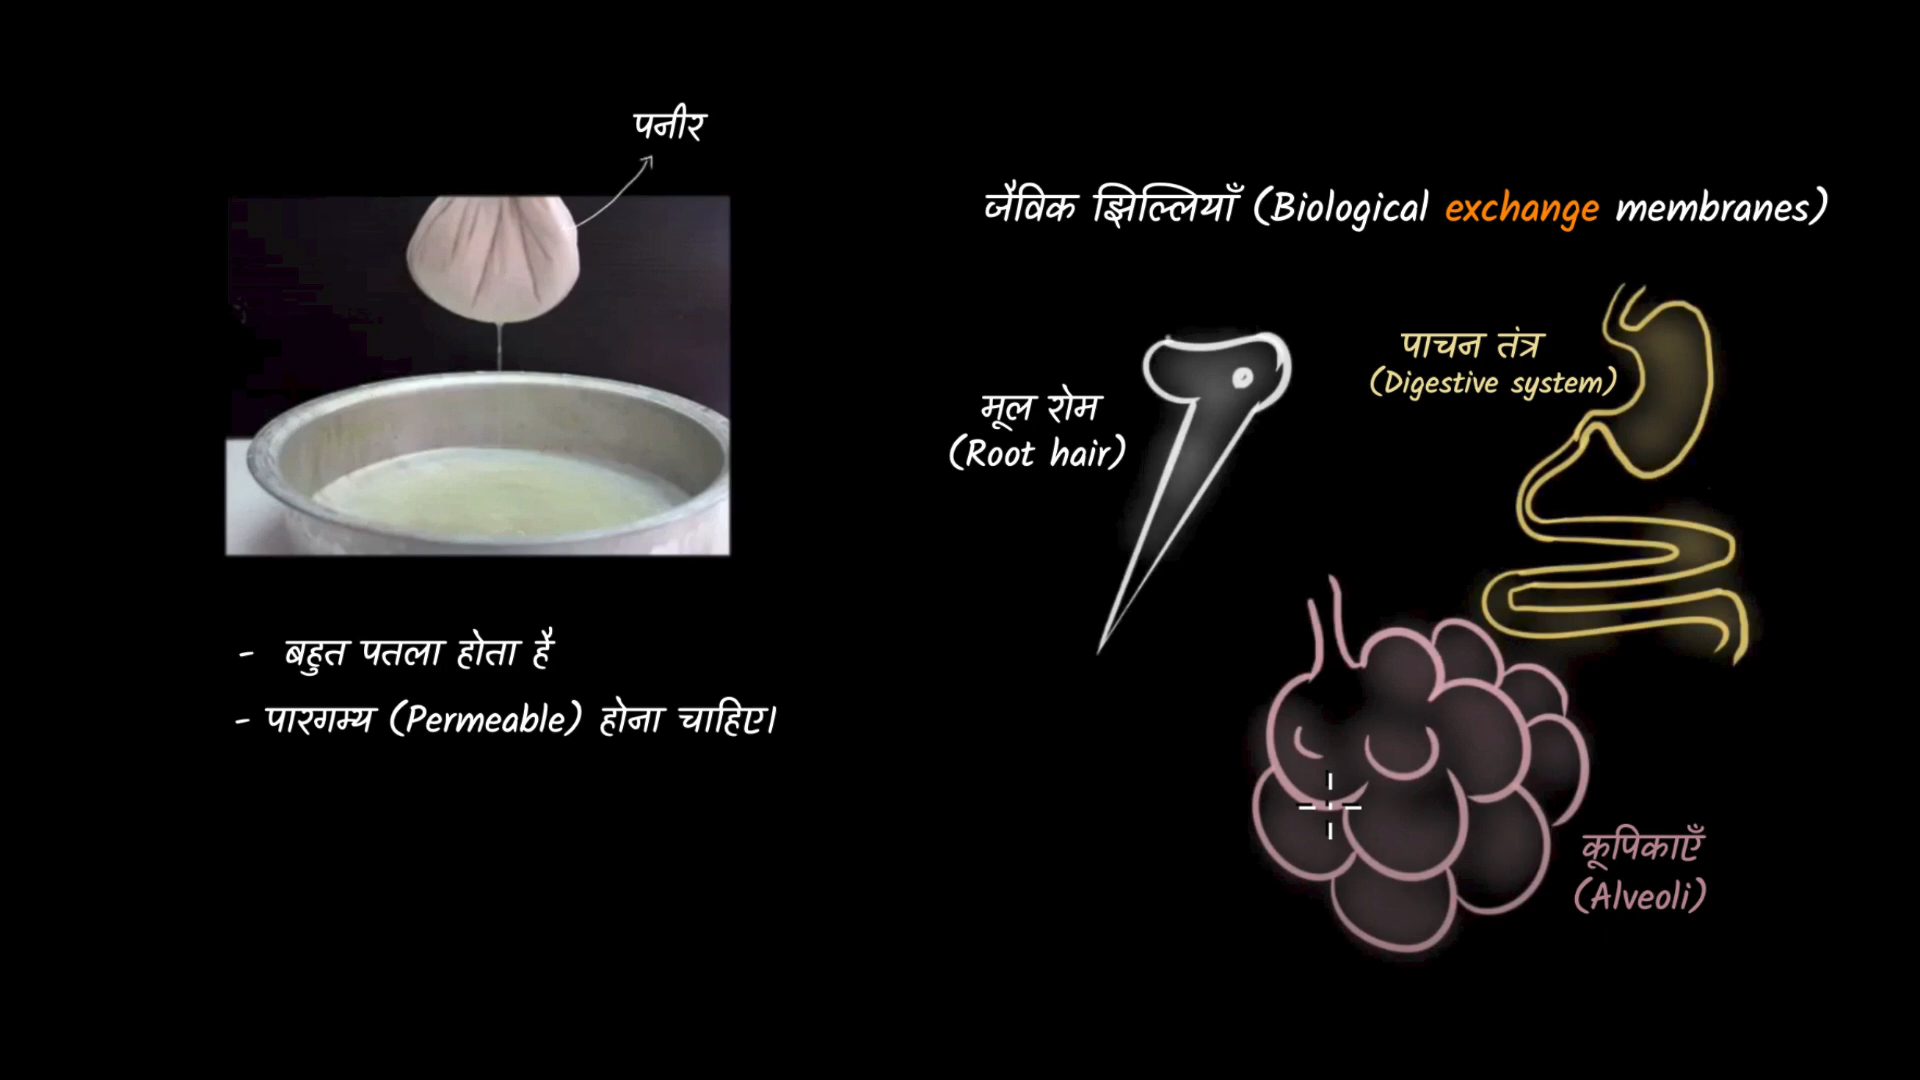 पनीर
- बहुत पतला होता है
- पारगम्य (Permeable) होना चाहिए।
जैविक झिल्लियाँ (Biological exchange membranes)
मूल रोम
(Root hair)
पाचन तंत्र
(Digestive system)
कूपिकाएँ
(Alveoli)